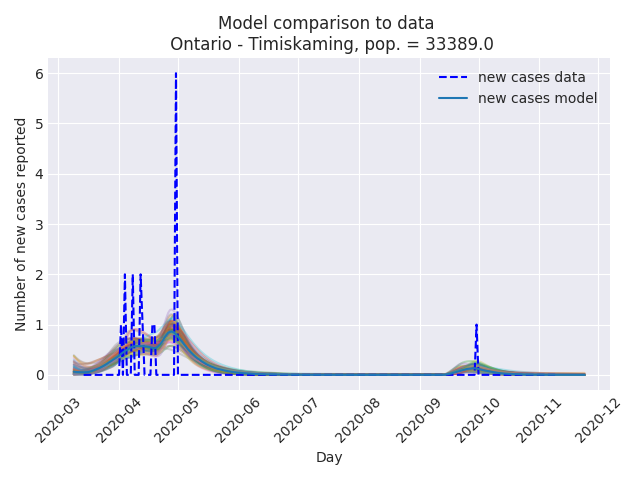 Model comparison to data
Ontario - Timiskaming, pop. = 33389.0
new cases data
new cases model
Number of new cases reported
6
5
4
3
2
1
0
2020-03
2020-04
2020-05
2020-06
2020-07
2020-08
2020-09
2020-10
2020-11
2020-12
Day